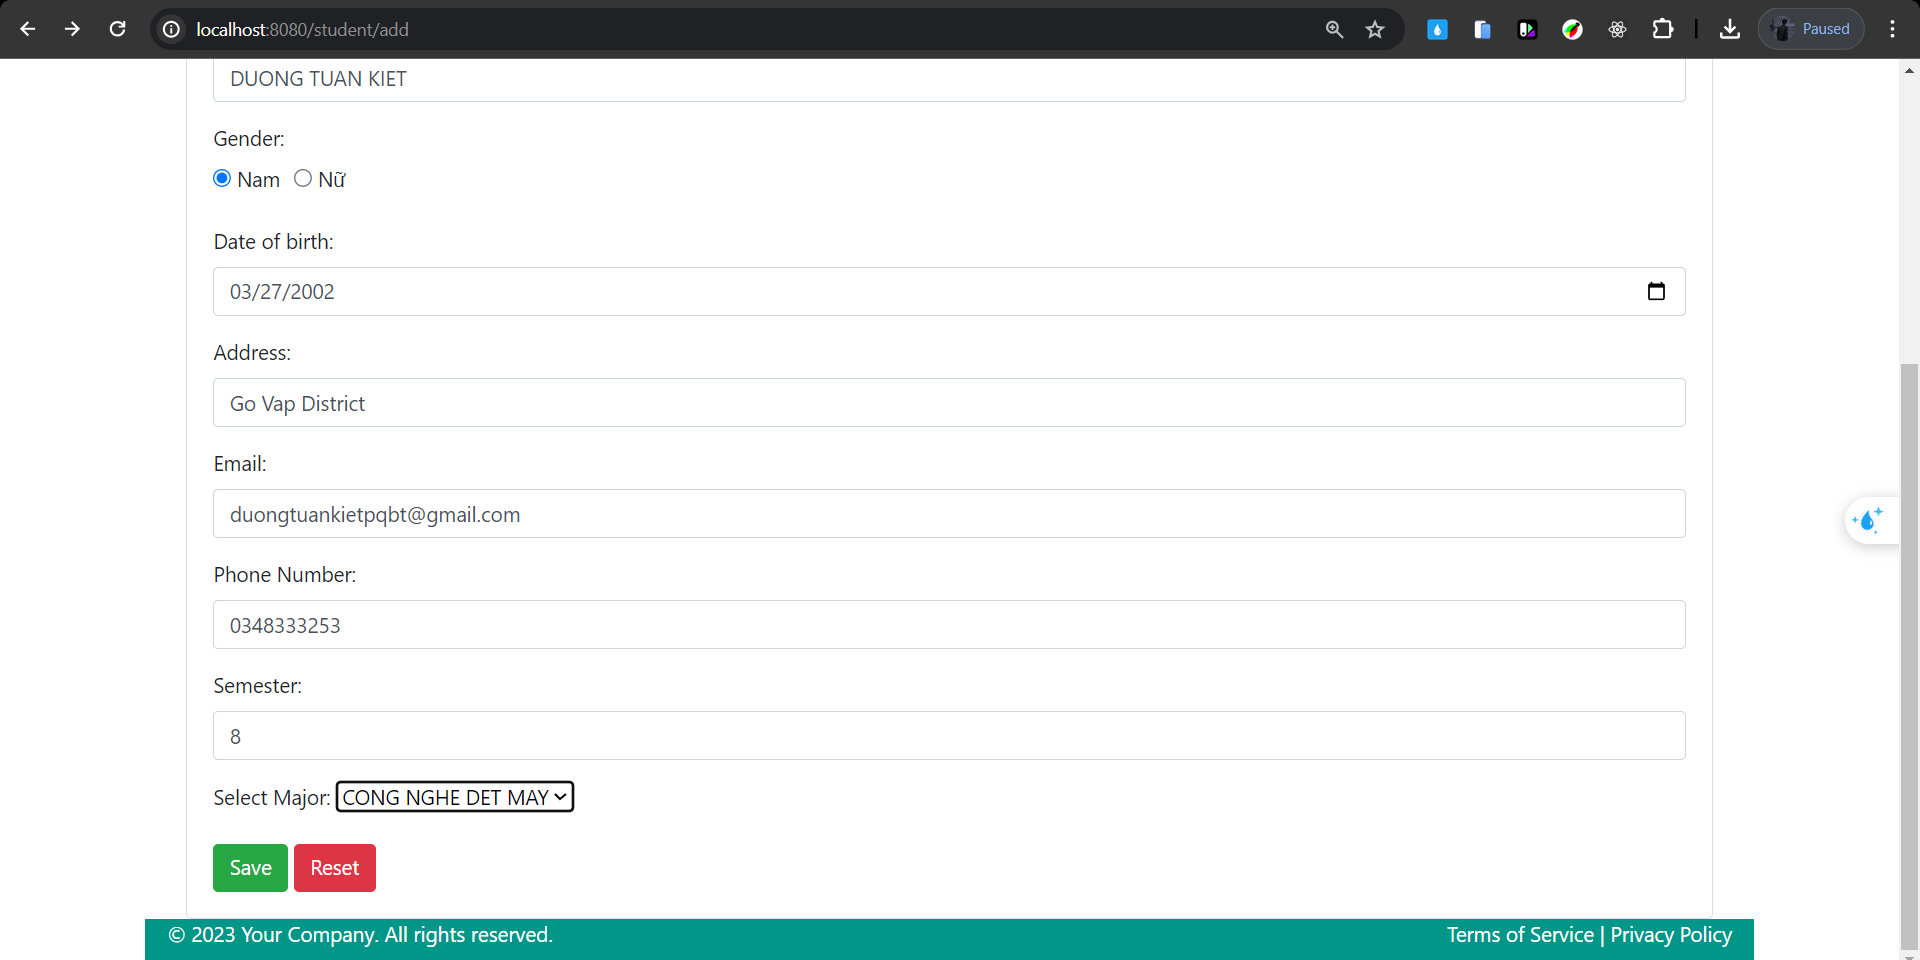 localhost:8080/student/add
Paused
DUONG TUAN KIET
Gender:
Nam Nữ
Date of birth:
03/27/2002
Address:
Go Vap District
Email:
duongtuankietpqbt@gmail.com
Phone Number:
0348333253
Semester:
8
Select Major: CONG NGHE DET MAY
Save Reset
© 2023 Your Company. All rights reserved. Terms of Service | Privacy Policy